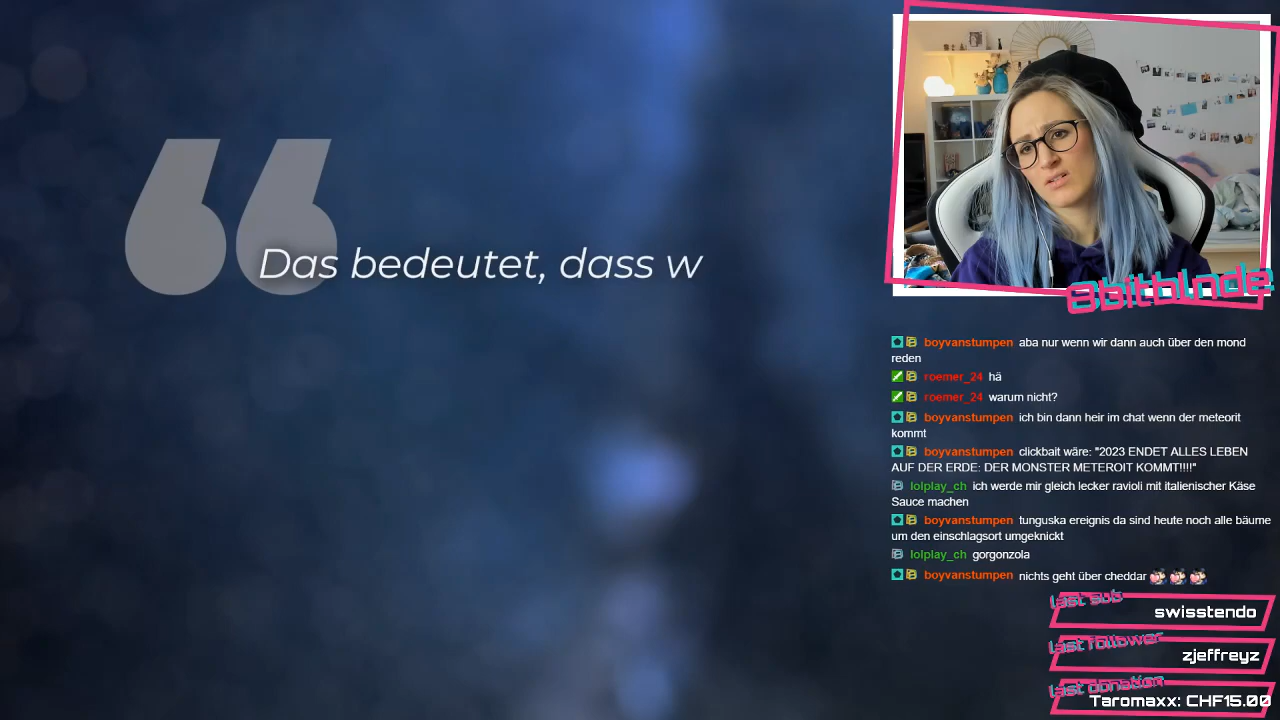 Das bedeutet, dass w
3bitblnde
boyvanstumpen aba nur wenn wir dann auch über den mond
reden
roemer_24 hä
roemer_24 warum nicht?
boyvanstumpen ich bin dann heir im chat wenn der meteorit
kommt
boyvanstumpen clickbait wäre: "2023 ENDET ALLES LEBEN
AUF DER ERDE: DER MONSTER METEROIT KOMMT!!!!"
lolplay_ch ich werde mir gleich lecker ravioli mit italienischer Käse
Sauce machen
boyvanstumpen tunguska ereignis da sind heute noch alle bäume
um den einschlagsort umgeknickt
lolplay_ch gorgonzola
boyvanstumpen nichts geht über cheddar
last sub
swisstendo
last follower
zjeffreyz
last donation
Taromaxx: CHF15.00